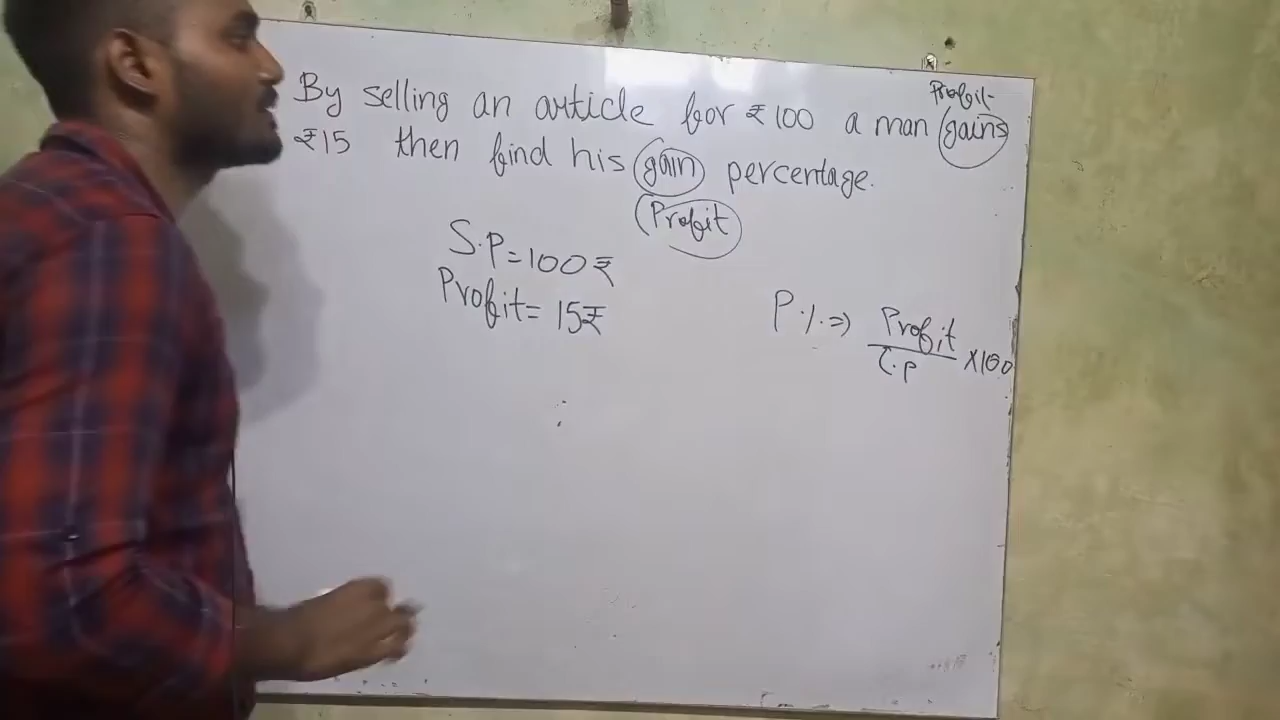 Profit
By selling an article for ₹100 a man gains
₹15 then find his gain percentage.
(Profit)
S.P=100₹
Profit= 15₹
P.%.⇒ Profit
C.P ×100